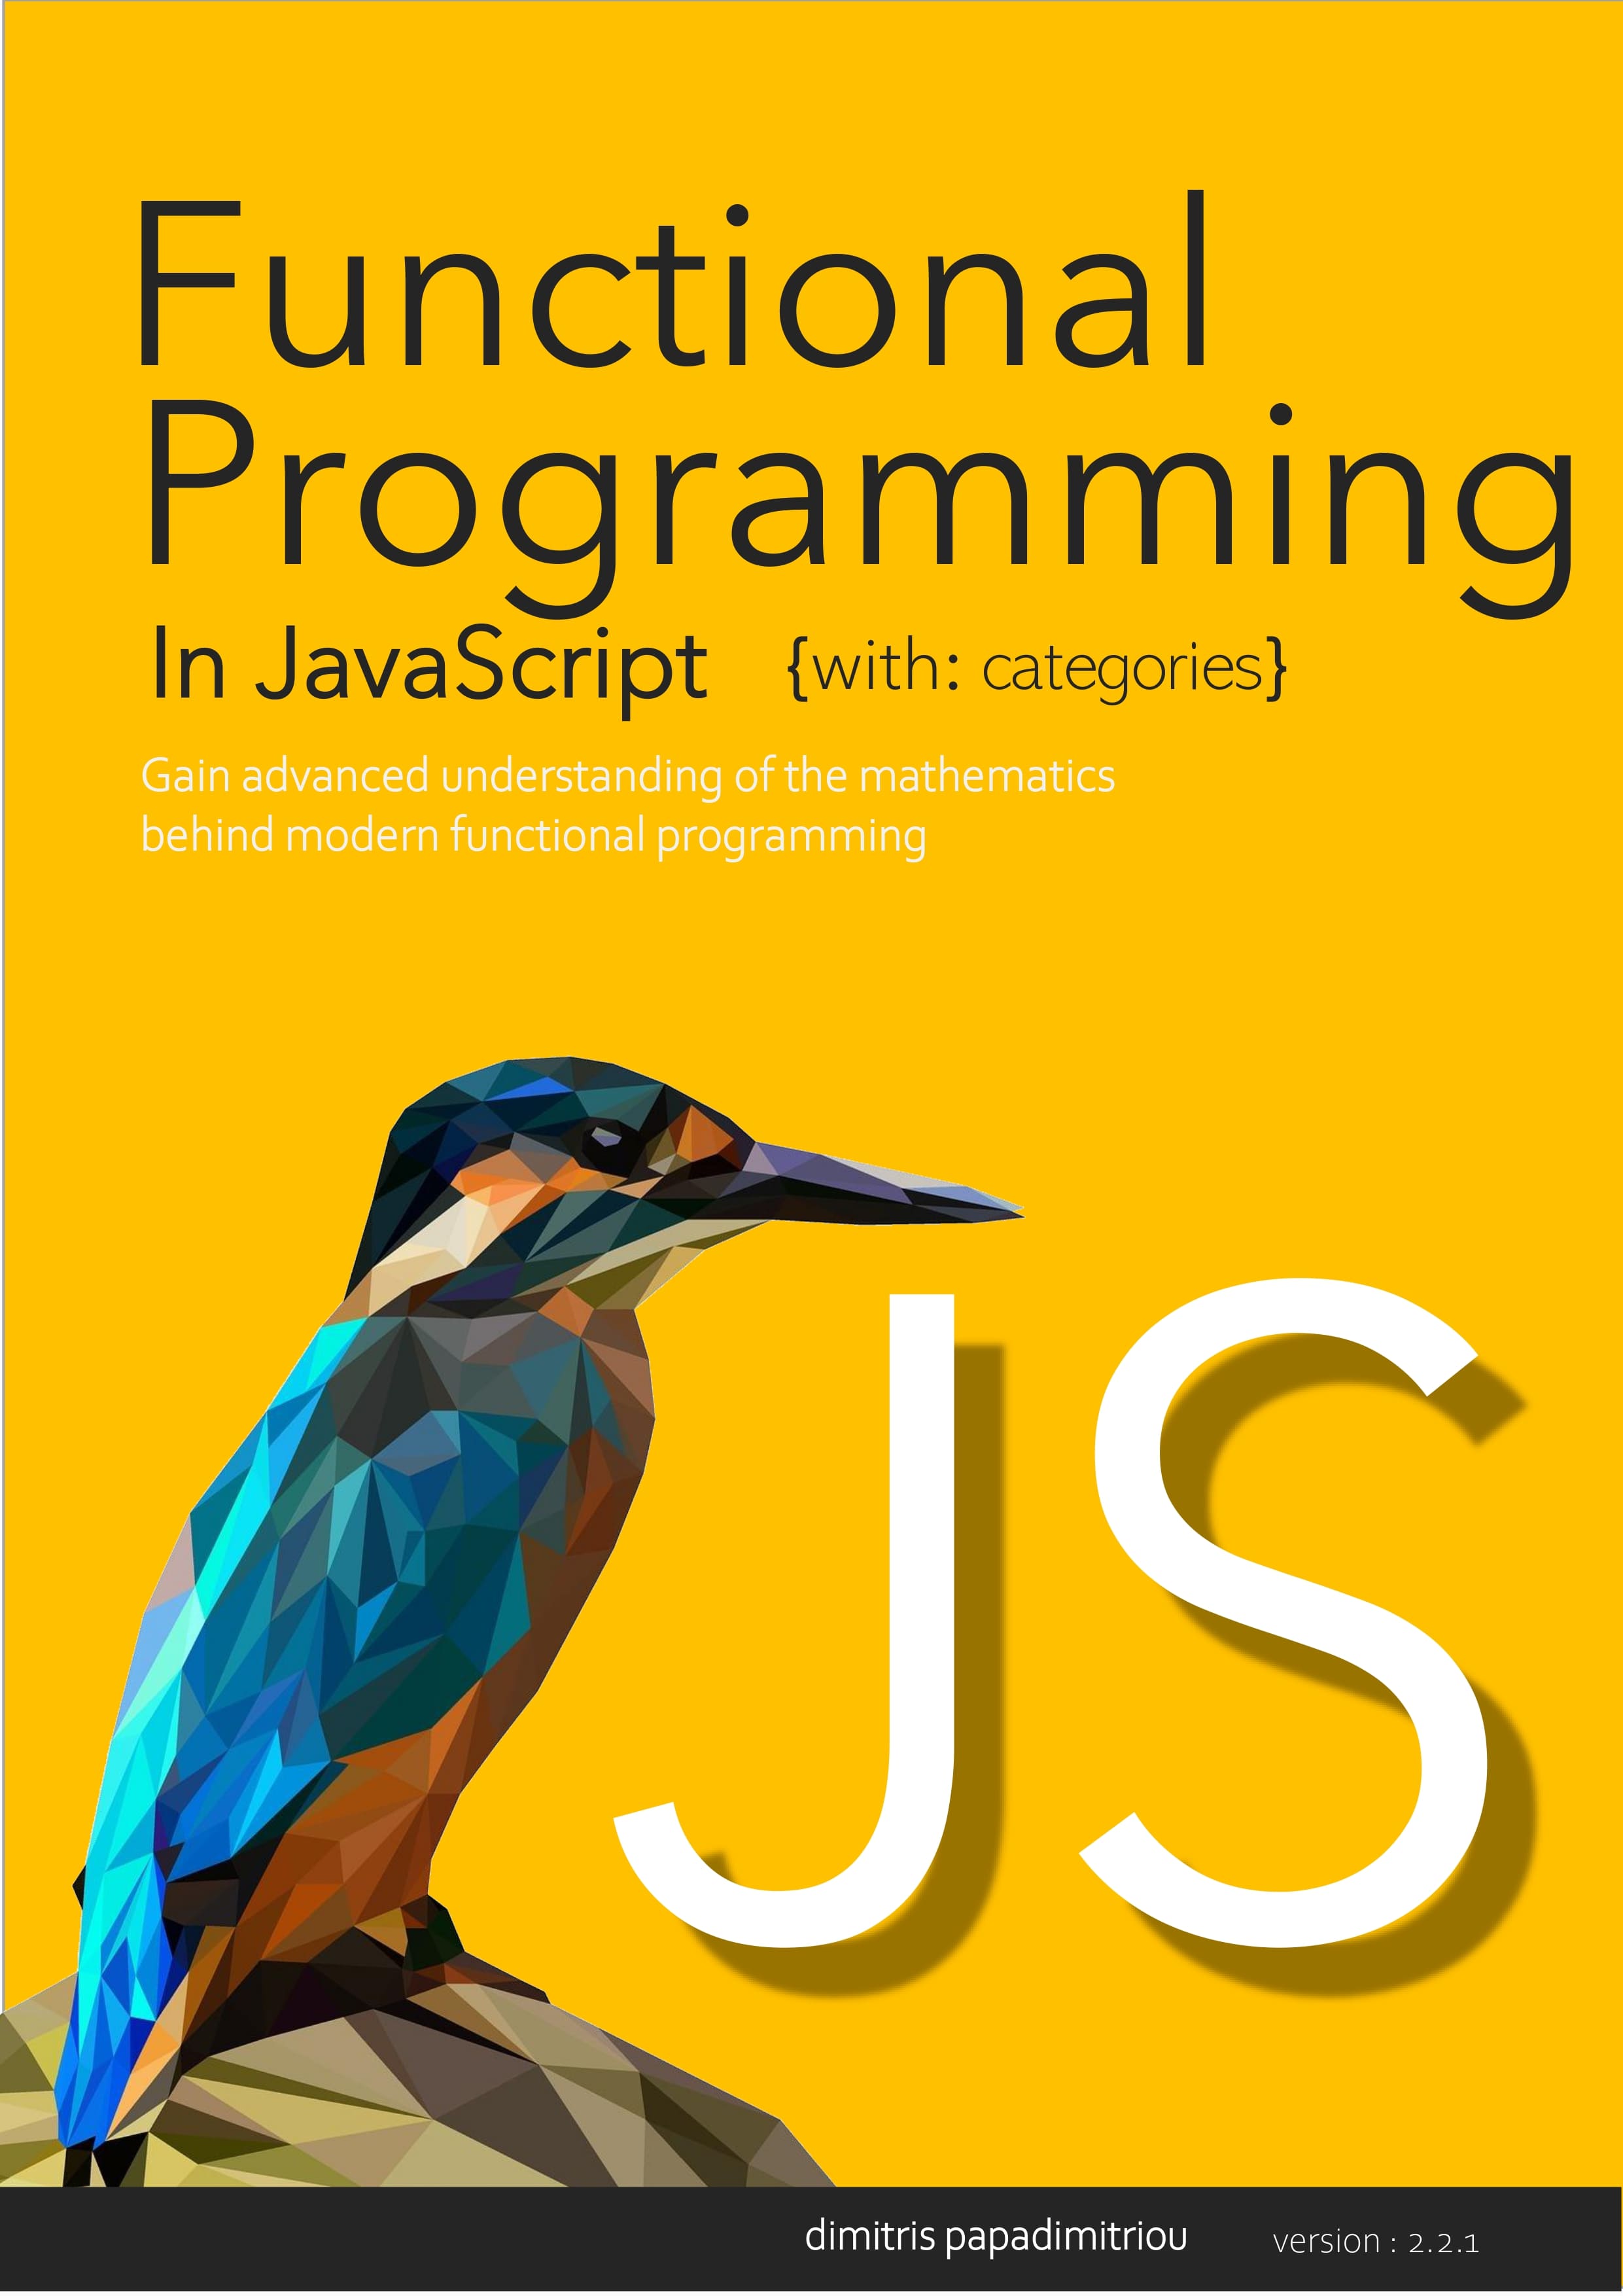 Functional
Programming
In JavaScript {with: categories}
Gain advanced understanding of the mathematics
behind modern functional programming
JS
dimitris papadimitriou version : 2.2.1